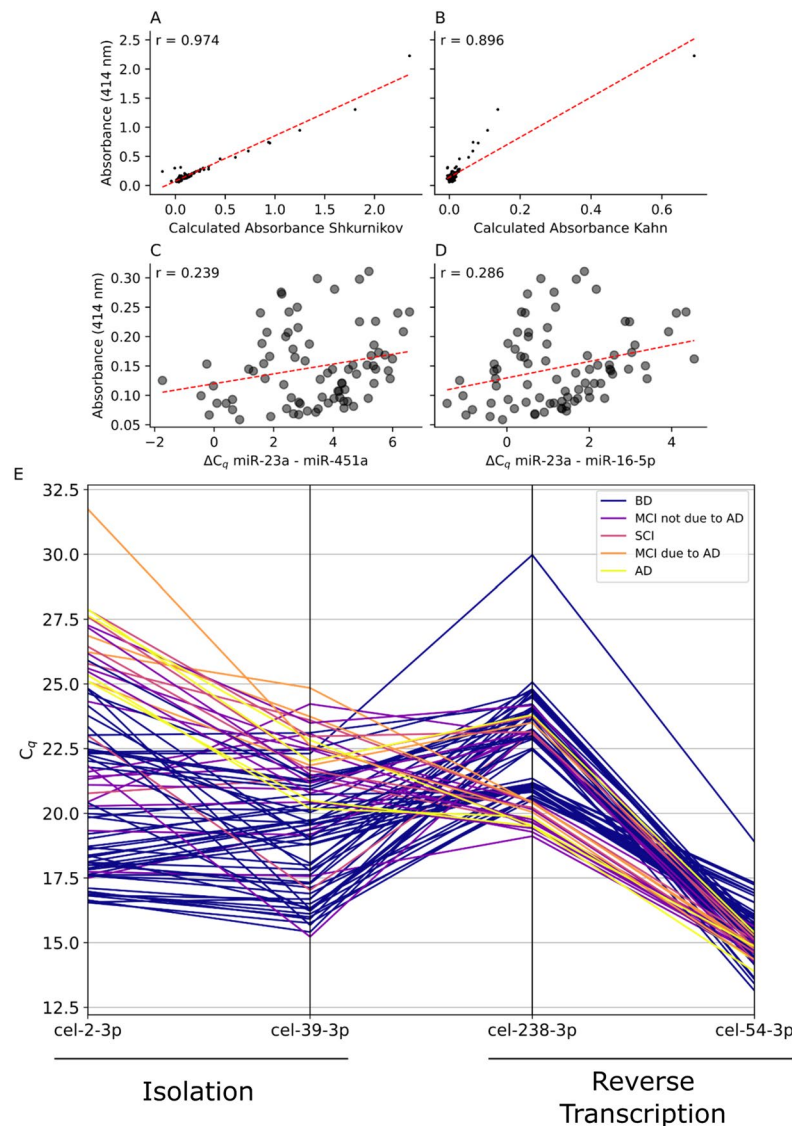 A
B
r = 0.974
r = 0.896
Absorbance (414 nm)
2.5
2.0
1.5
1.0
0.5
0.0
0.0 0.5 1.0 1.5 2.0
0.0 0.2 0.4 0.6
Calculated Absorbance Shkurnikov
Calculated Absorbance Kahn
C
D
r = 0.239
r = 0.286
Absorbance (414 nm)
0.30
0.25
0.20
0.15
0.10
0.05
−2 0 2 4 6
0 2 4
ΔCq miR-23a - miR-451a
ΔCq miR-23a - miR-16-5p
E
Cq
32.5
30.0
27.5
25.0
22.5
20.0
17.5
15.0
12.5
BD
MCI not due to AD
SCI
MCI due to AD
AD
cel-2-3p cel-39-3p cel-238-3p cel-54-3p
Isolation
Reverse
Transcription